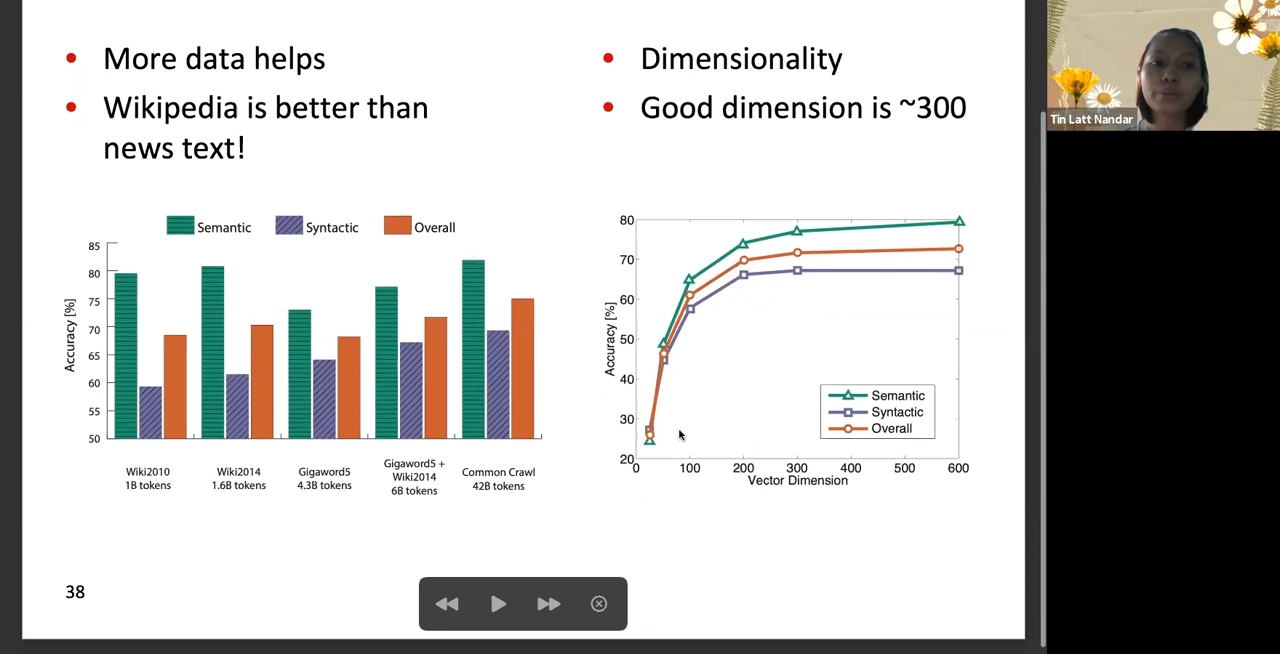 • More data helps
• Wikipedia is better than
news text!
• Dimensionality
• Good dimension is ~300
Semantic Syntactic Overall
Accuracy [%]
85
80
75
70
65
60
55
50
Wiki2010
1B tokens
Wiki2014
1.6B tokens
Gigaword5
4.3B tokens
Gigaword5 +
Wiki2014
6B tokens
Common Crawl
42B tokens
Accuracy [%]
80
70
60
50
40
30
20
0 100 200 300 400 500 600
Vector Dimension
Semantic
Syntactic
Overall
38
Tin Latt Nandar